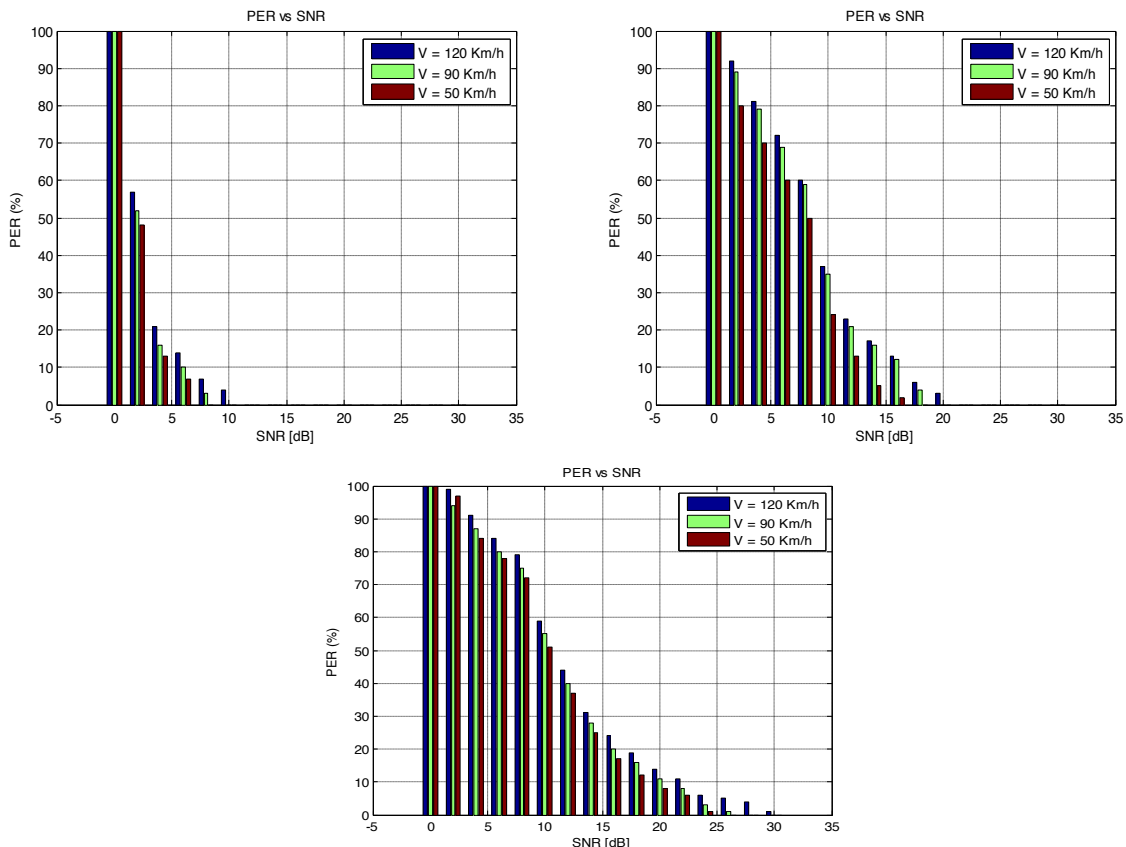 PER vs SNR
PER (%)
100
90
80
70
60
50
40
30
20
10
0
V = 120 Km/h
V = 90 Km/h
V = 50 Km/h
-5 0 5 10 15 20 25 30 35
SNR [dB]
PER vs SNR
PER (%)
100
90
80
70
60
50
40
30
20
10
0
V = 120 Km/h
V = 90 Km/h
V = 50 Km/h
-5 0 5 10 15 20 25 30 35
SNR [dB]
PER vs SNR
PER (%)
100
90
80
70
60
50
40
30
20
10
0
V = 120 Km/h
V = 90 Km/h
V = 50 Km/h
-5 0 5 10 15 20 25 30 35
SNR [dB]